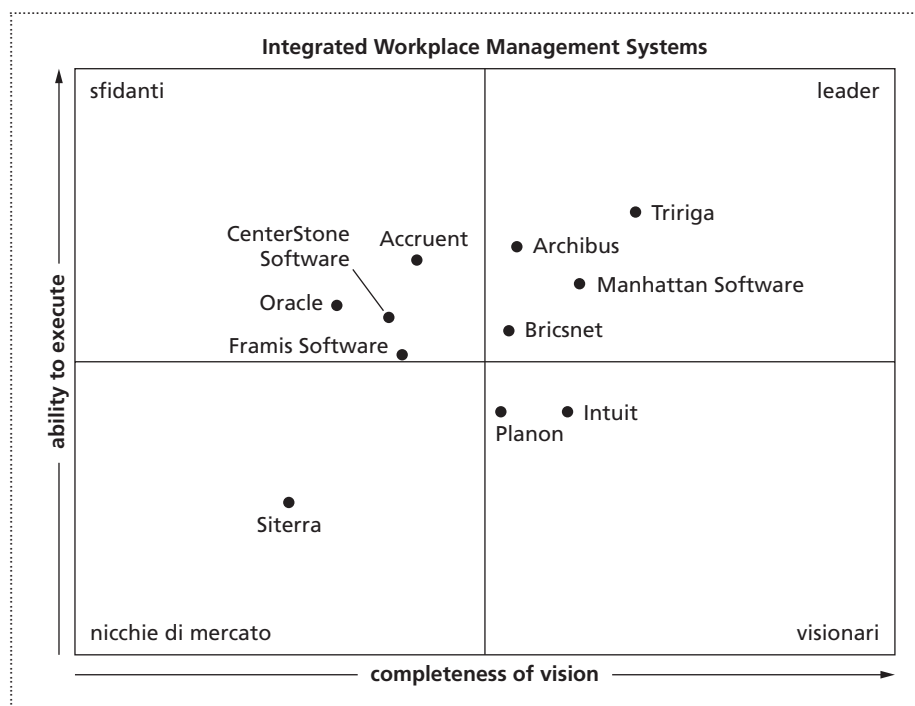 Integrated Workplace Management Systems
sfidanti
leader
Tririga
CenterStone
Software
Accruent
Archibus
Manhattan Software
Oracle
Bricsnet
Framis Software
ability to execute
Intuit
Planon
Siterra
nicchie di mercato
visionari
completeness of vision